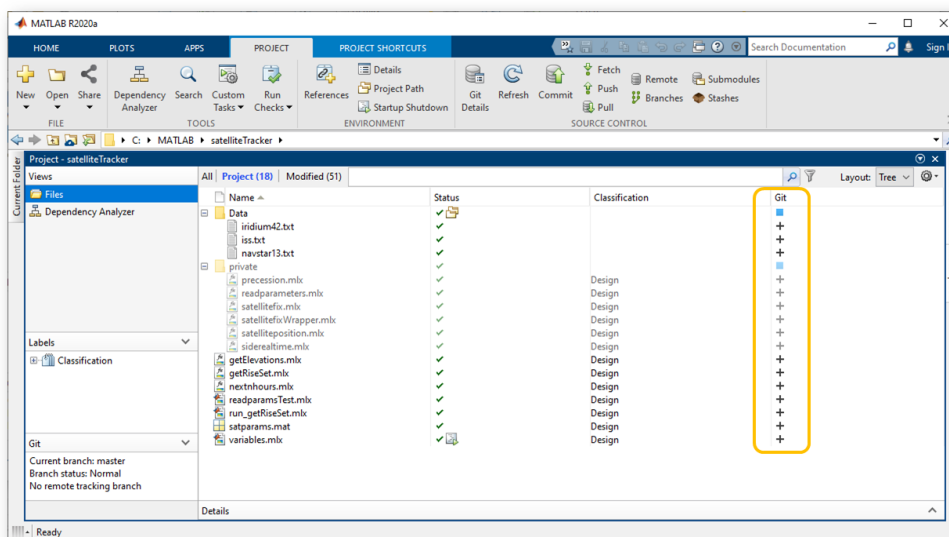 MATLAB R2020a
HOME PLOTS APPS PROJECT PROJECT SHORTCUTS Search Documentation Sign
New Open Share Dependency Analyzer Search Custom Tasks Run Checks References Details Project Path Startup Shutdown Git Details Refresh Commit Fetch Push Pull Remote Branches Submodules Stashes
FILE TOOLS ENVIRONMENT SOURCE CONTROL
C: MATLAB satelliteTracker
Current Folder
Project - satelliteTracker
Views All Project (18) Modified (51) Layout: Tree
Files Name Status Classification Git
Dependency Analyzer Data
iridium42.txt
iss.txt
navstar13.txt
private
precession.mlx Design
readparameters.mlx Design
satellitefix.mlx Design
satellitefixWrapper.mlx Design
satelliteposition.mlx Design
Labels siderealtime.mlx Design
Classification getElevations.mlx Design
getRiseSet.mlx Design
nextnhours.mlx Design
readparamsTest.mlx Design
run_getRiseSet.mlx Design
satparams.mat Design
Git variables.mlx Design
Current branch: master
Branch status: Normal
No remote tracking branch
Details
Ready